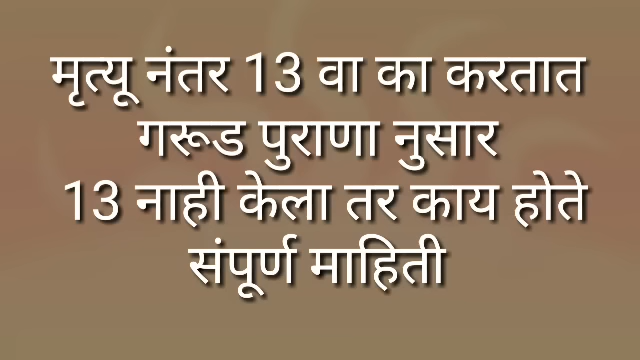 मृत्यू नंतर 13 वा का करतात
गरूड पुराणा नुसार
13 नाही केला तर काय होते
संपूर्ण माहिती